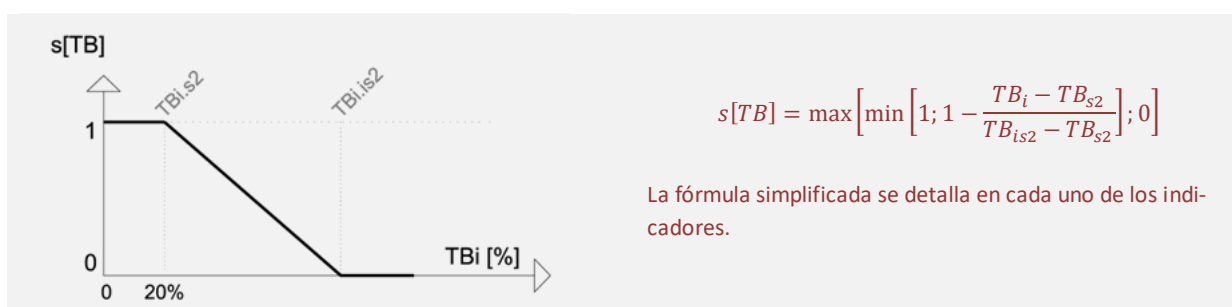 s[TB]
TBi.s2
TBi.is2
1
0
TBi [%]
0
20%
s[TB] = max[min[1; 1 − (TB_i − TB_s2)/(TB_is2 − TB_s2)]; 0]
La fórmula simplificada se detalla en cada uno de los indi-
cadores.